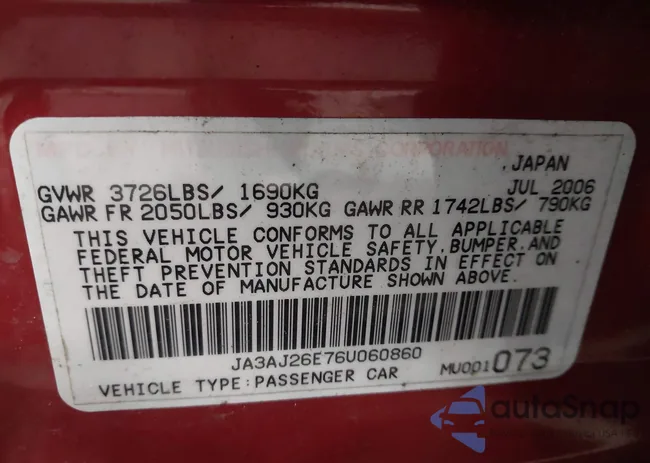 CORPORATION
JAPAN
GVWR 3726LBS/ 1690KG JUL 2006
GAWR FR 2050LBS/ 930KG GAWR RR 1742LBS/ 790KG
THIS VEHICLE CONFORMS TO ALL APPLICABLE
FEDERAL MOTOR VEHICLE SAFETY, BUMPER, AND
THEFT PREVENTION STANDARDS IN EFFECT ON
THE DATE OF MANUFACTURE SHOWN ABOVE.
JA3AJ26E76U060860
VEHICLE TYPE:PASSENGER CAR MU001073
autoSnap